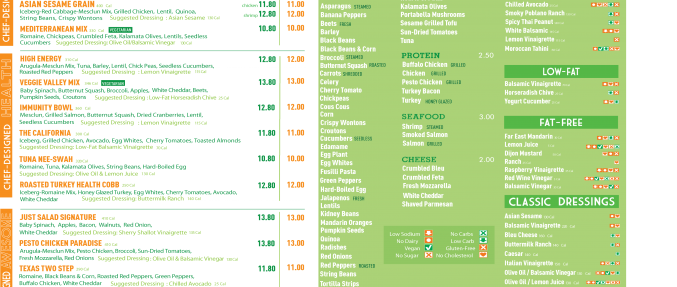 ASIAN SESAME GRAIN
Iceberg-Red Cabbage-Mesclun Mix, Grilled Chicken, Lentil, Quinoa,
String Beans, Crispy Wontons Suggested Dressing : Asian Sesame
chicken 11.80 11.00
shrimp 12.80 12.00
MEDITERRANEAN MIX VEGETARIAN 10.80 10.00
Romaine, Chickpeas, Crumbled Feta, Kalamata Olives, Lentils, Seedless
Cucumbers Suggested Dressing: Olive Oil/Balsamic Vinegar
HIGH ENERGY 12.80 12.00
Arugula-Mesclun Mix, Tuna, Barley, Lentil, Chick Peas, Seedless Cucumbers,
Roasted Red Peppers Suggested Dressing : Lemon Vinaigrette
VEGGIE VALLEY MIX VEGETARIAN 11.80 11.00
Baby Spinach, Butternut Squash, Broccoli, Apples, White Cheddar, Beets,
Pumpkin Seeds, Croutons Suggested Dressing : Low-Fat Horseradish Chive
IMMUNITY BOWL 12.80 12.00
Mesclun, Grilled Salmon, Butternut Squash, Dried Cranberries, Lentil,
Seedless Cucumbers Suggested Dressing : Lemon Vinaigrette
THE CALIFORNIA 11.80 11.00
Iceberg, Grilled Chicken, Avocado, Egg Whites, Cherry Tomatoes, Toasted Almonds
Suggested Dressing : Low-Fat Balsamic Vinaigrette
TUNA NEE-SWAH 10.80 10.00
Romaine, Tuna, Kalamata Olives, String Beans, Hard-Boiled Egg
Suggested Dressing : Olive Oil & Lemon Juice
ROASTED TURKEY HEALTH COBB 12.80 12.00
Iceberg-Romaine Mix, Honey Glazed Turkey, Egg Whites, Cherry Tomatoes, Avocado,
White Cheddar Suggested Dressing : Buttermilk Ranch
JUST SALAD SIGNATURE 13.80 13.00
Baby Spinach, Apples, Bacon, Walnuts, Red Onion,
White Cheddar Suggested Dressing: Sherry Shallot Vinaigrette
PESTO CHICKEN PARADISE 13.80 13.00
Arugula-Mesclun Mix, Pesto Chicken, Broccoli, Sun-Dried Tomatoes,
Fresh Mozzarella, Red Onions Suggested Dressing : Olive Oil & Balsamic Vinegar
TEXAS TWO STEP 11.80 11.00
Romaine, Black Beans & Corn, Roasted Red Peppers, Green Peppers,
Buffalo Chicken, White Cheddar Suggested Dressing : Chilled Avocado
CHEF-DESIGNED HEALTH
Asparagus STEAMED
Banana Peppers
Beets FRESH
Barley
Black Beans
Black Beans & Corn
Broccoli STEAMED
Butternut Squash ROASTED
Carrots SHREDDED
Celery
Cherry Tomato
Chickpeas
Cous Cous
Corn
Crispy Wontons
Croutons
Cucumbers SEEDLESS
Edamame
Egg Plant
Egg Whites
Fusilli Pasta
Green Peppers
Hard-Boiled Egg
Jalapenos FRESH
Lentils
Kidney Beans
Mandarin Oranges
Pumpkin Seeds
Quinoa
Radishes
Red Onions
Red Peppers ROASTED
String Beans
Tortilla Strips
Kalamata Olives
Portabella Mushrooms
Sesame Grilled Tofu
Sun-Dried Tomatoes
Tuna
PROTEIN 2.50
Buffalo Chicken GRILLED
Chicken GRILLED
Pesto Chicken GRILLED
Turkey Bacon
Turkey HONEY GLAZED
SEAFOOD 3.00
Shrimp STEAMED
Smoked Salmon
Salmon GRILLED
CHEESE 2.00
Crumbled Bleu
Crumbled Feta
Fresh Mozzarella
White Cheddar
Shaved Parmesan
Low Sodium No Carbs
No Dairy Low Carb
Vegan Gluten-Free
No Sugar No Cholesterol
Chilled Avocado
Smokey Poblano Ranch
Spicy Thai Peanut
White Balsamic
Lemon Vinaigrette
Moroccan Tahini
LOW-FAT
Balsamic Vinaigrette
Horseradish Chive
Yogurt Cucumber
FAT-FREE
Far East Mandarin
Lemon Juice
Dijon Mustard
Ranch
Raspberry Vinaigrette
Red Wine Vinegar
Balsamic Vinegar
CLASSIC DRESSINGS
Asian Sesame
Balsamic Vinaigrette
Bleu Cheese
Buttermilk Ranch
Caesar
Italian Vinaigrette
Olive Oil / Balsamic Vinegar
Olive Oil / Lemon Juice